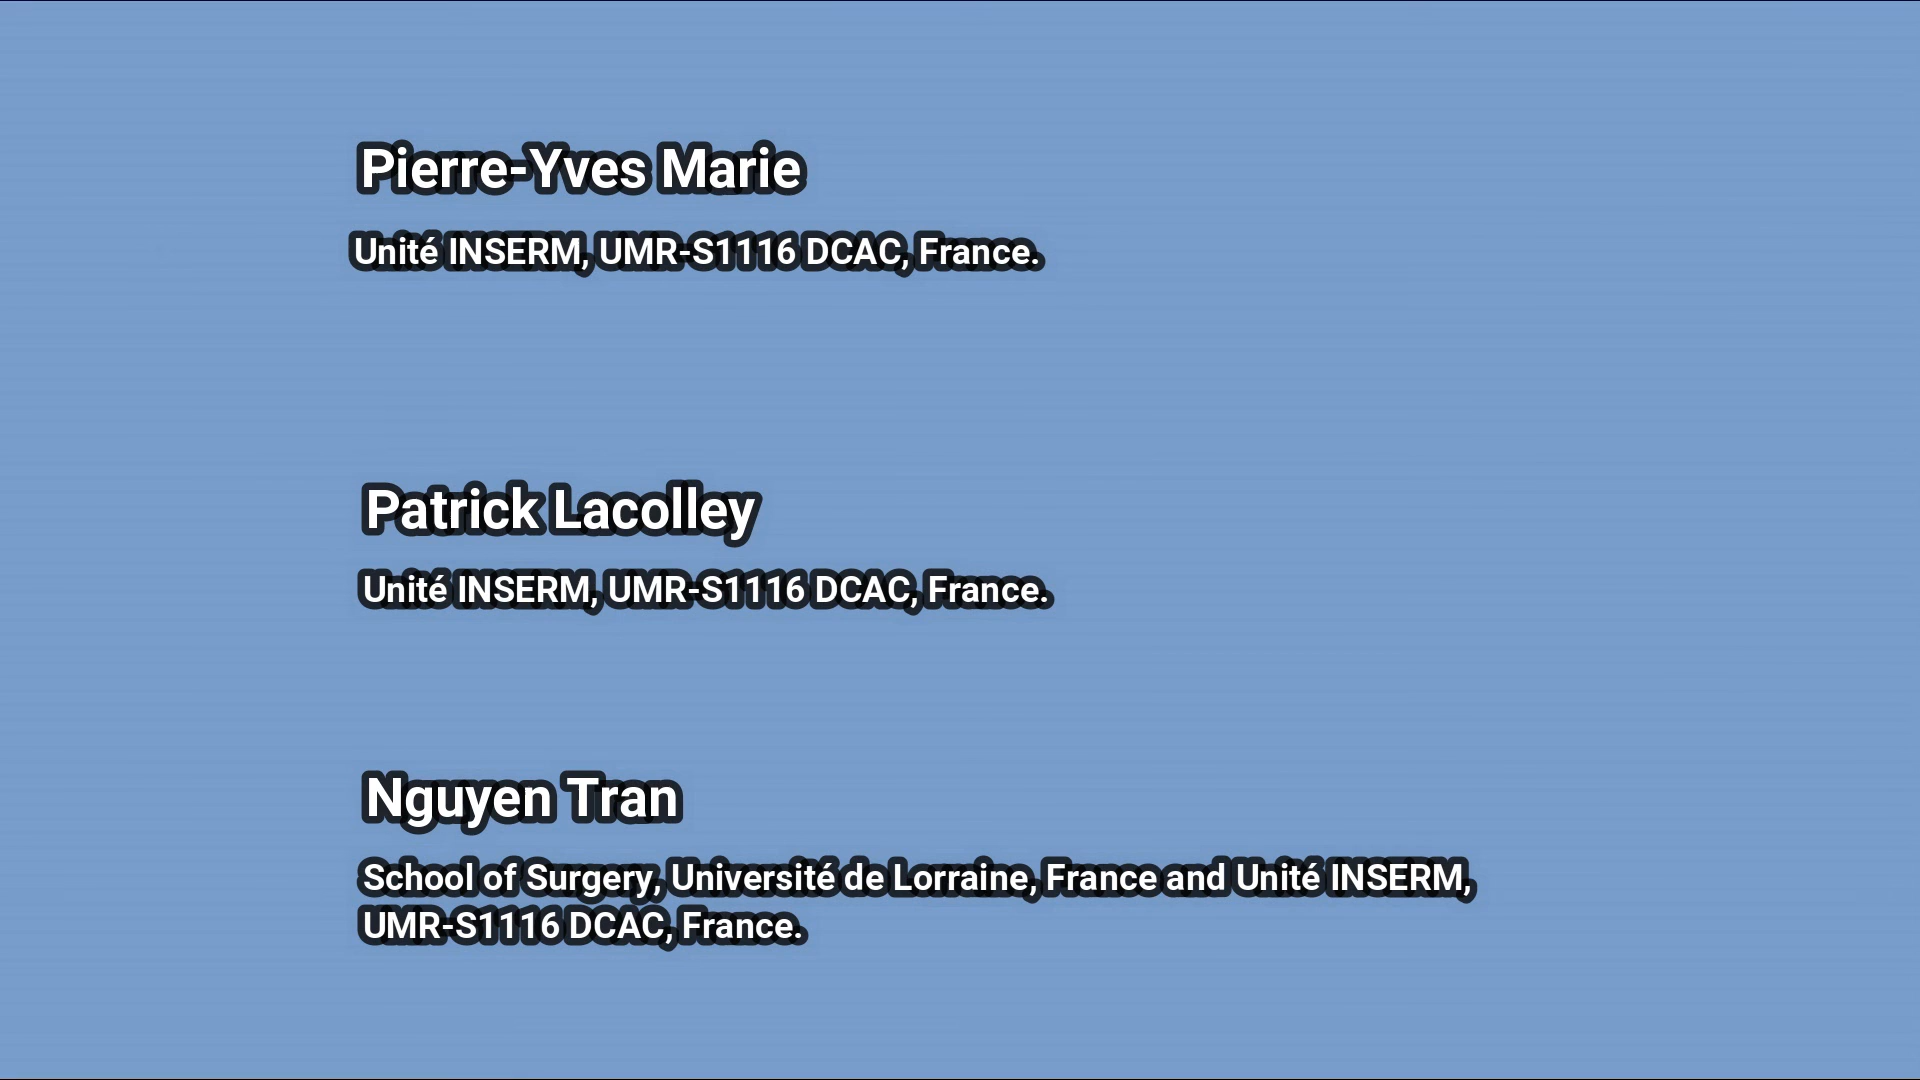 Pierre-Yves Marie
Unité INSERM, UMR-S1116 DCAC, France.
Patrick Lacolley
Unité INSERM, UMR-S1116 DCAC, France.
Nguyen Tran
School of Surgery, Université de Lorraine, France and Unité INSERM,
UMR-S1116 DCAC, France.